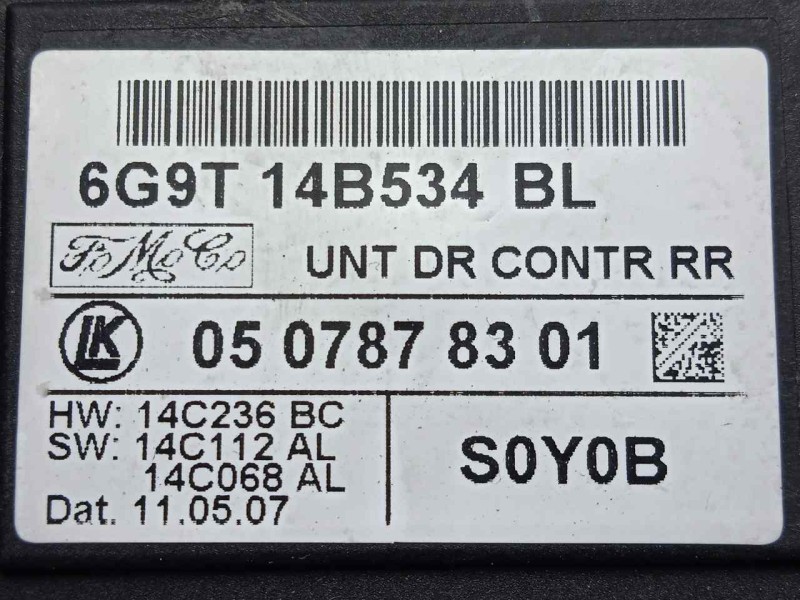 6G9T 14B534 BL
FoMoCo UNT DR CONTR RR
LK 05 0787 83 01
HW: 14C236 BC
SW: 14C112 AL
14C068 AL
Dat. 11.05.07
S0Y0B